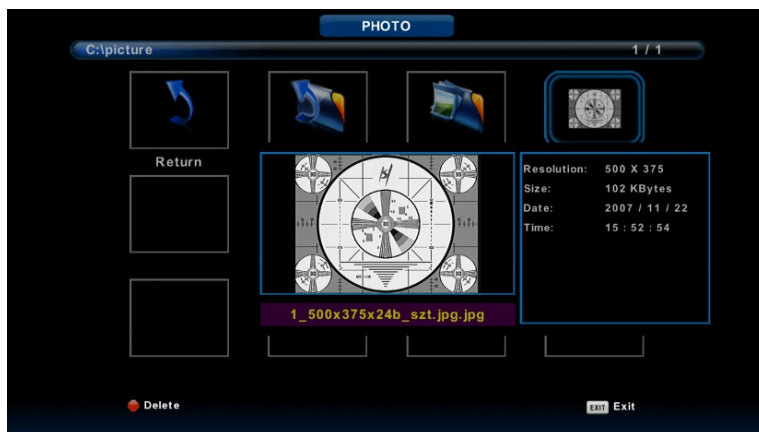 PHOTO
C:\picture 1 / 1
Return
Resolution: 500 X 375
Size: 102 KBytes
Date: 2007 / 11 / 22
Time: 15 : 52 : 54
1_500x375x24b_szt.jpg.jpg
Delete EXIT Exit